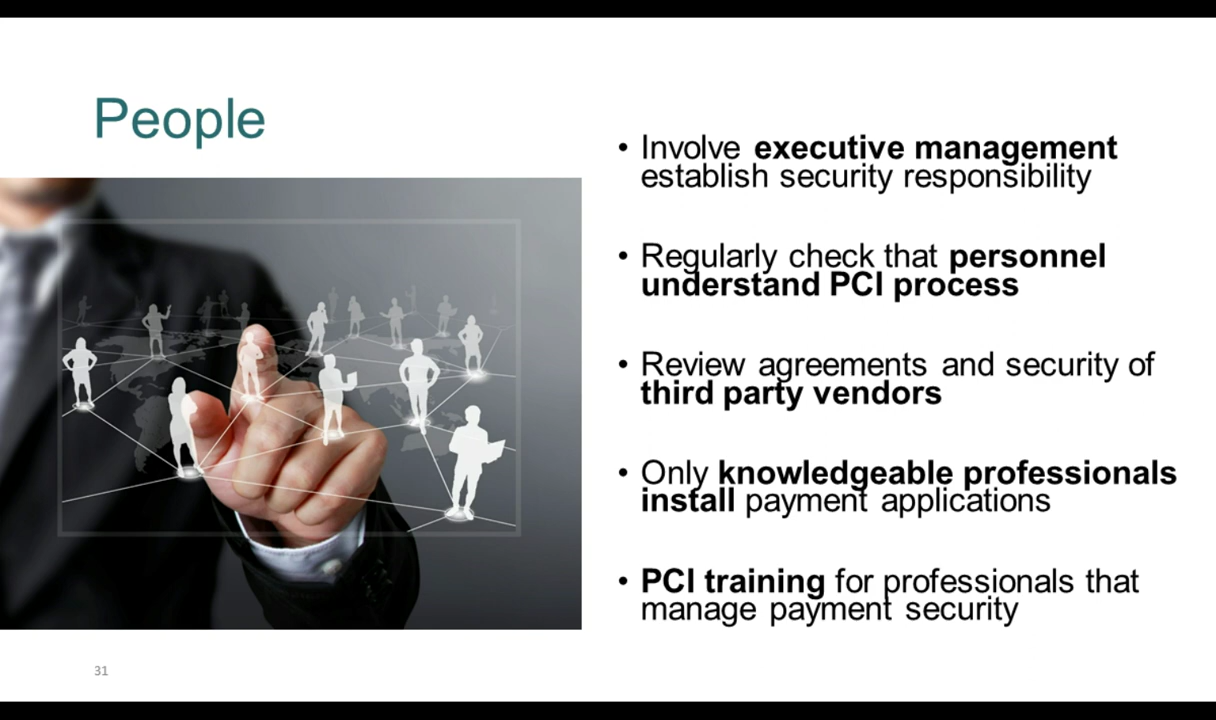 People
• Involve executive management
establish security responsibility
• Regularly check that personnel
understand PCI process
• Review agreements and security of
third party vendors
• Only knowledgeable professionals
install payment applications
• PCI training for professionals that
manage payment security
31